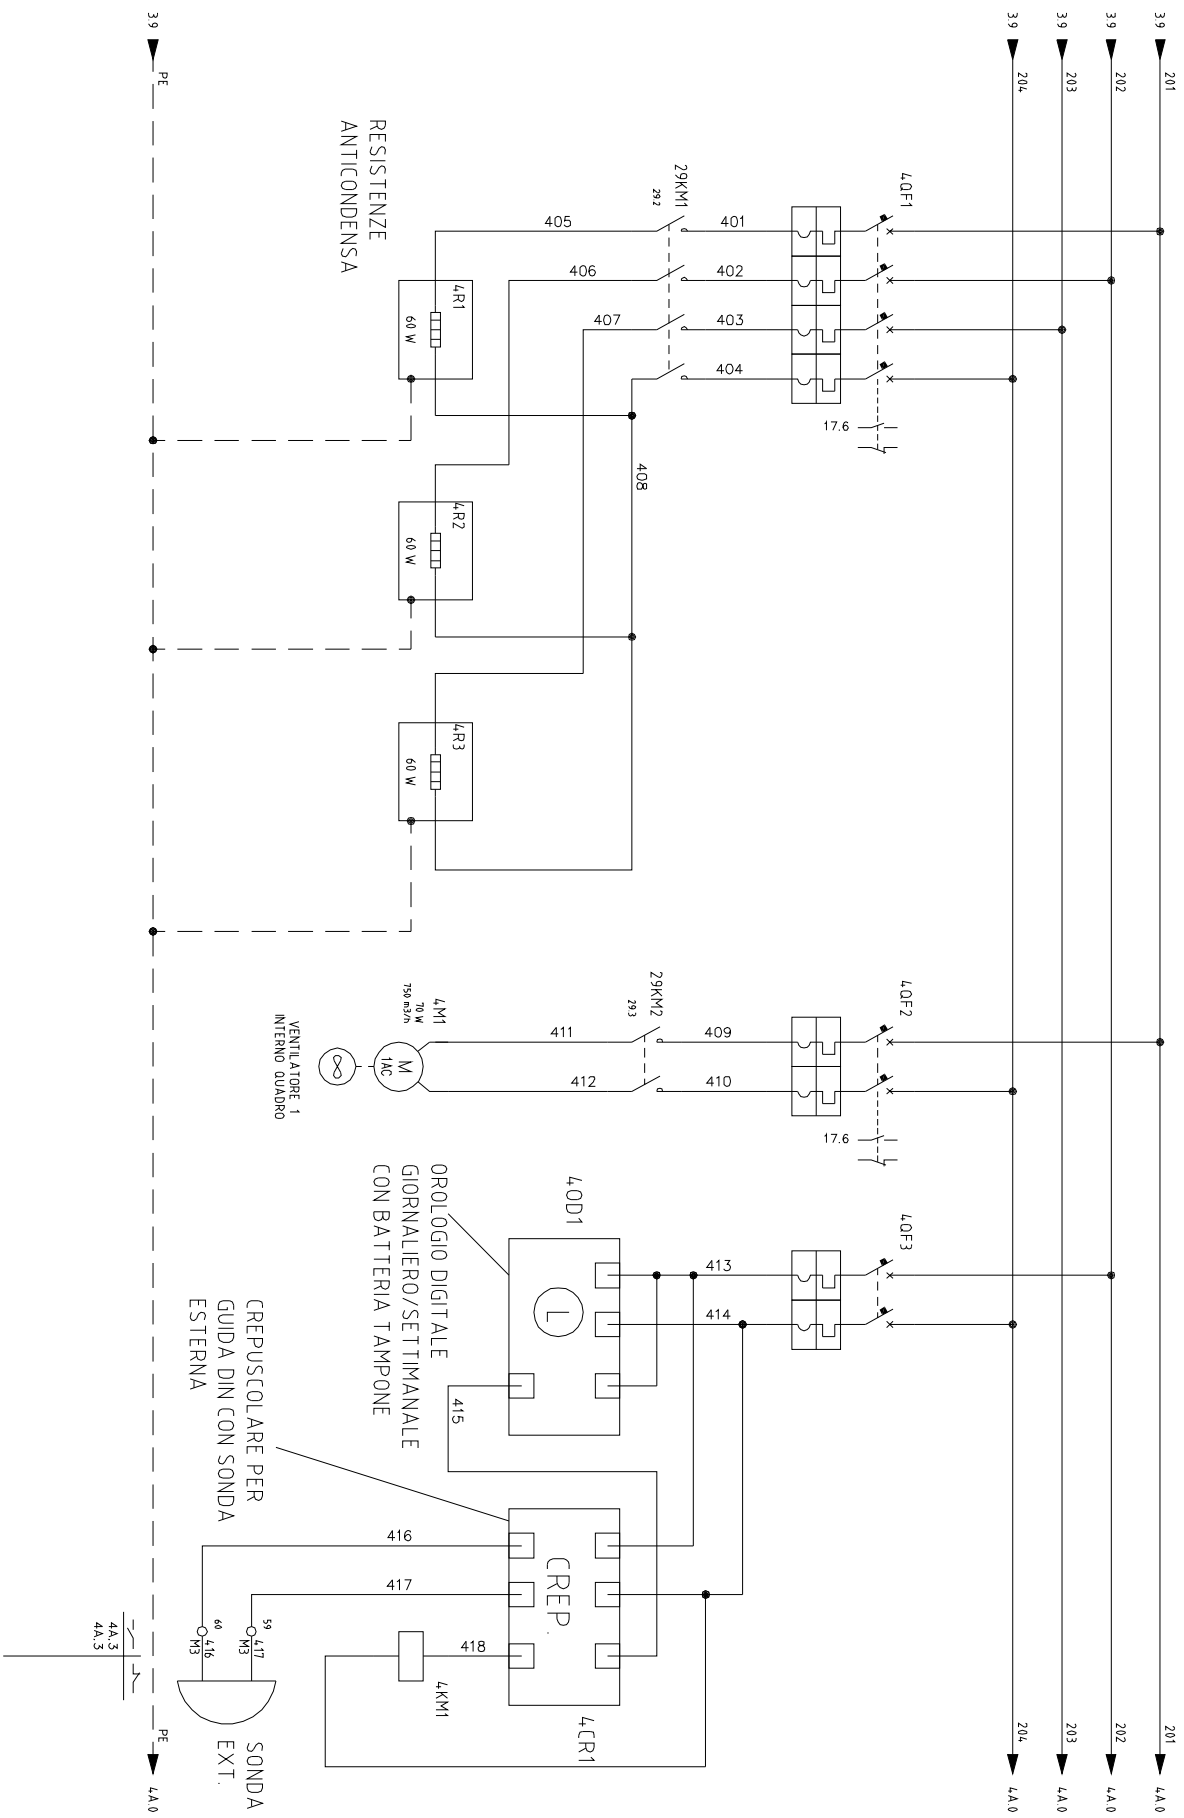 3.9
201
3.9
202
3.9
203
3.9
204
201
4A.0
202
4A.0
203
4A.0
204
4A.0
4QF1
17.6
401
402
403
404
29KM1
29.2
405
406
407
408
4R1
60 W
4R2
60 W
4R3
60 W
RESISTENZE
ANTICONDENSA
4QF2
17.6
409
410
29KM2
29.3
411
412
4M1
70 W
750 m3/h
M
1AC
VENTILATORE 1
INTERNO QUADRO
4QF3
413
414
4OD1
L
415
OROLOGIO DIGITALE
GIORNALIERO/SETTIMANALE
CON BATTERIA TAMPONE
4CR1
CREP.
416
417
418
4KM1
CREPUSCOLARE PER
GUIDA DIN CON SONDA
ESTERNA
59
417
M3
60
416
M3
SONDA
EXT.
4A.3
4A.3
3.9
PE
PE
4A.0